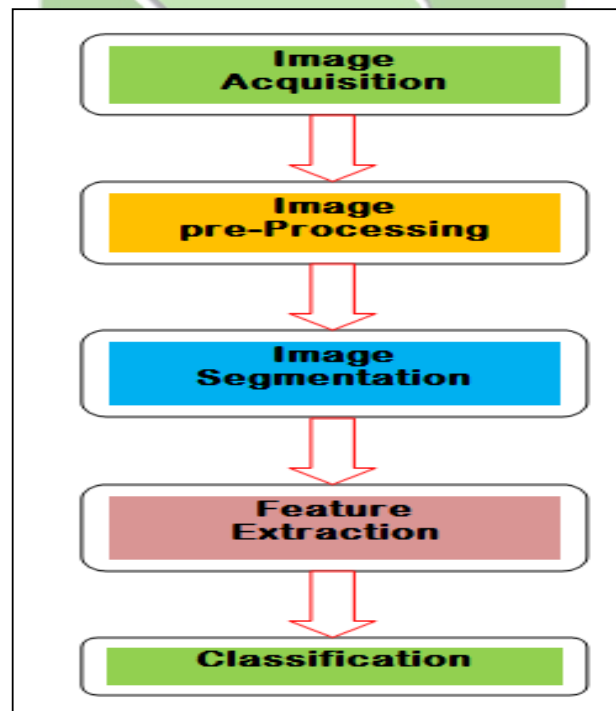 Image
Acquisition
Image
pre-Processing
Image
Segmentation
Feature
Extraction
Classification